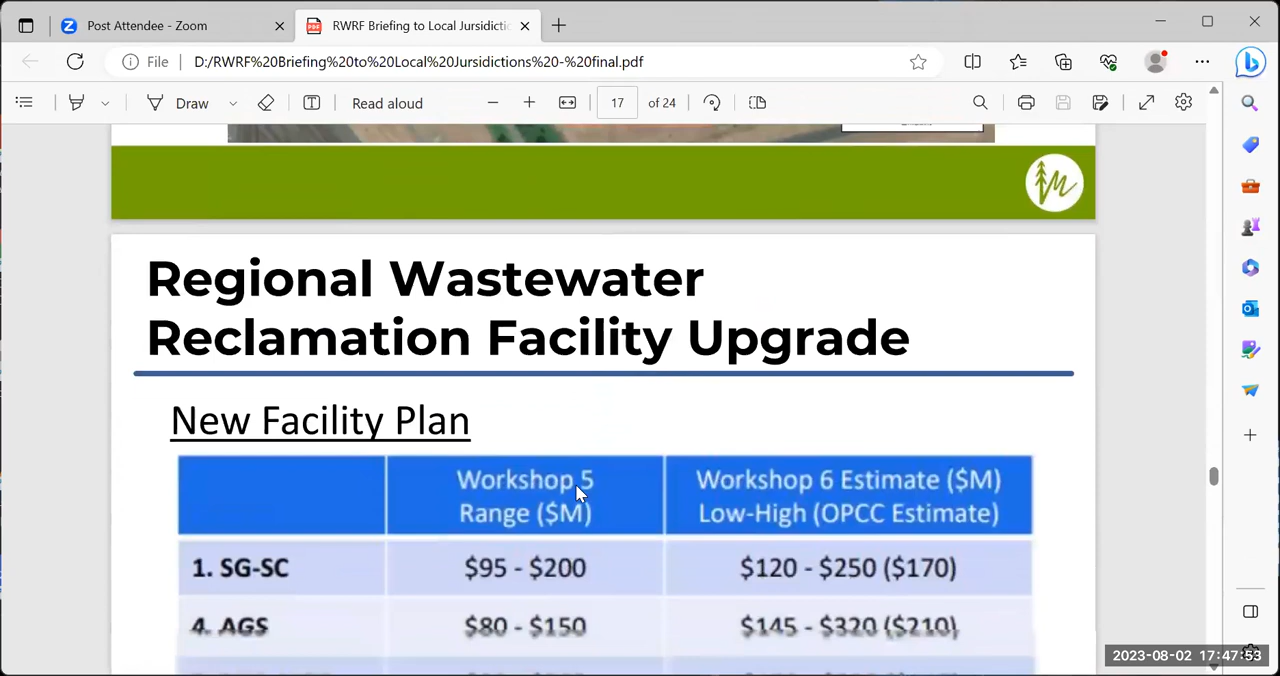 Post Attendee - Zoom
RWRF Briefing to Local Jursidictic
File
D:/RWRF%20Briefing%20to%20Local%20Jursidictions%20-%20final.pdf
Draw
Read aloud
17 of 24
Regional Wastewater
Reclamation Facility Upgrade
New Facility Plan
Workshop 5
Range ($M)
Workshop 6 Estimate ($M)
Low-High (OPCC Estimate)
1. SG-SC
$95 - $200
$120 - $250 ($170)
4. AGS
$80 - $150
$145 - $320 ($210)
2023-08-02 17:47:53